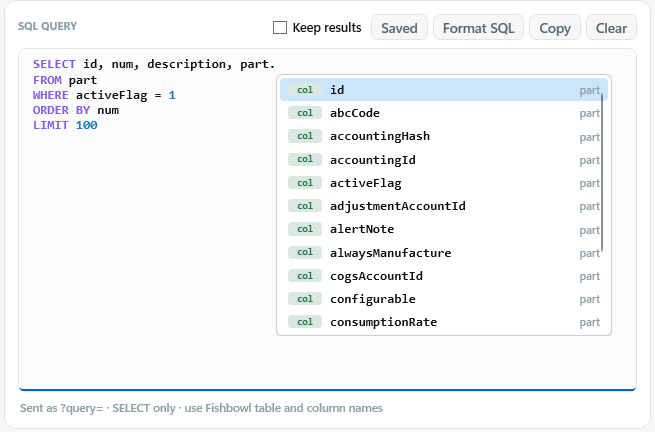 SQL QUERY Keep results Saved Format SQL Copy Clear
SELECT id, num, description, part.
FROM part
WHERE activeFlag = 1
ORDER BY num
LIMIT 100
col id part
col abcCode part
col accountingHash part
col accountingId part
col activeFlag part
col adjustmentAccountId part
col alertNote part
col alwaysManufacture part
col cogsAccountId part
col configurable part
col consumptionRate part
Sent as ?query= · SELECT only · use Fishbowl table and column names